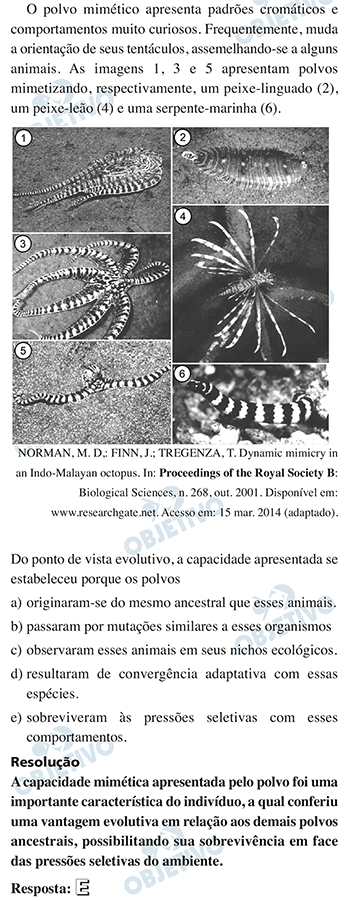 O polvo mimético apresenta padrões cromáticos e
comportamentos muito curiosos. Frequentemente, muda
a orientação de seus tentáculos, assemelhando-se a alguns
animais. As imagens 1, 3 e 5 apresentam polvos
mimetizando, respectivamente, um peixe-linguado (2),
um peixe-leão (4) e uma serpente-marinha (6).
1
2
3
4
5
6
NORMAN, M. D,: FINN, J.; TREGENZA, T. Dynamic mimicry in
an Indo-Malayan octopus. In: Proceedings of the Royal Society B:
Biological Sciences, n. 268, out. 2001. Disponível em:
www.researchgate.net. Acesso em: 15 mar. 2014 (adaptado).
Do ponto de vista evolutivo, a capacidade apresentada se
estabeleceu porque os polvos
a) originaram-se do mesmo ancestral que esses animais.
b) passaram por mutações similares a esses organismos
c) observaram esses animais em seus nichos ecológicos.
d) resultaram de convergência adaptativa com essas
espécies.
e) sobreviveram às pressões seletivas com esses
comportamentos.
Resolução
A capacidade mimética apresentada pelo polvo foi uma
importante característica do indivíduo, a qual conferiu
uma vantagem evolutiva em relação aos demais polvos
ancestrais, possibilitando sua sobrevivência em face
das pressões seletivas do ambiente.
Resposta: E
OBJETIVO
OBJETIVO
OBJETIVO
OBJETIVO
OBJETIVO
OBJETIVO
OBJETIVO